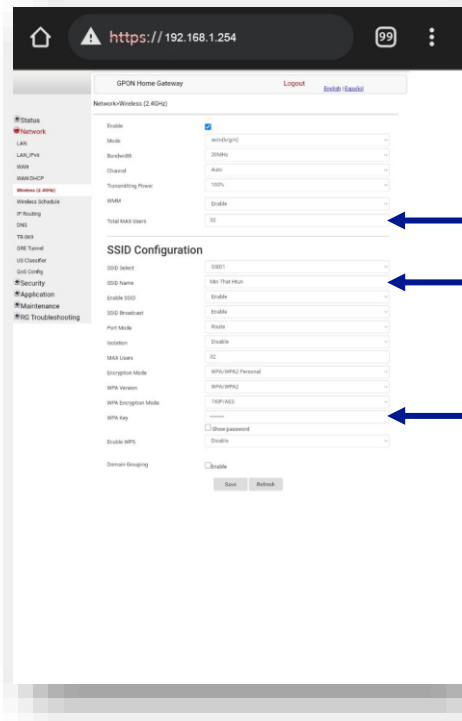 https://192.168.1.254
99
GPON Home Gateway
Logout
English | Español
Network>Wireless (2.4GHz)
Status
Network
LAN
LAN_IPv6
WAN
WAN DHCP
Wireless (2.4GHz)
Wireless Schedule
IP Routing
DNS
TR-069
GRE Tunnel
US Classifier
QoS Config
Security
Application
Maintenance
RG Troubleshooting
Enable
Mode auto(b/g/n)
Bandwidth 20MHz
Channel Auto
Transmitting Power 100%
WMM Enable
Total MAX Users 32
SSID Configuration
SSID Select SSID1
SSID Name Min That Htun
Enable SSID Enable
SSID Broadcast Enable
Port Mode Route
Isolation Disable
MAX Users 32
Encryption Mode WPA/WPA2 Personal
WPA Version WPA/WPA2
WPA Encryption Mode TKIP/AES
WPA Key
Show password
Enable WPS Disable
Domain Grouping Enable
Save Refresh